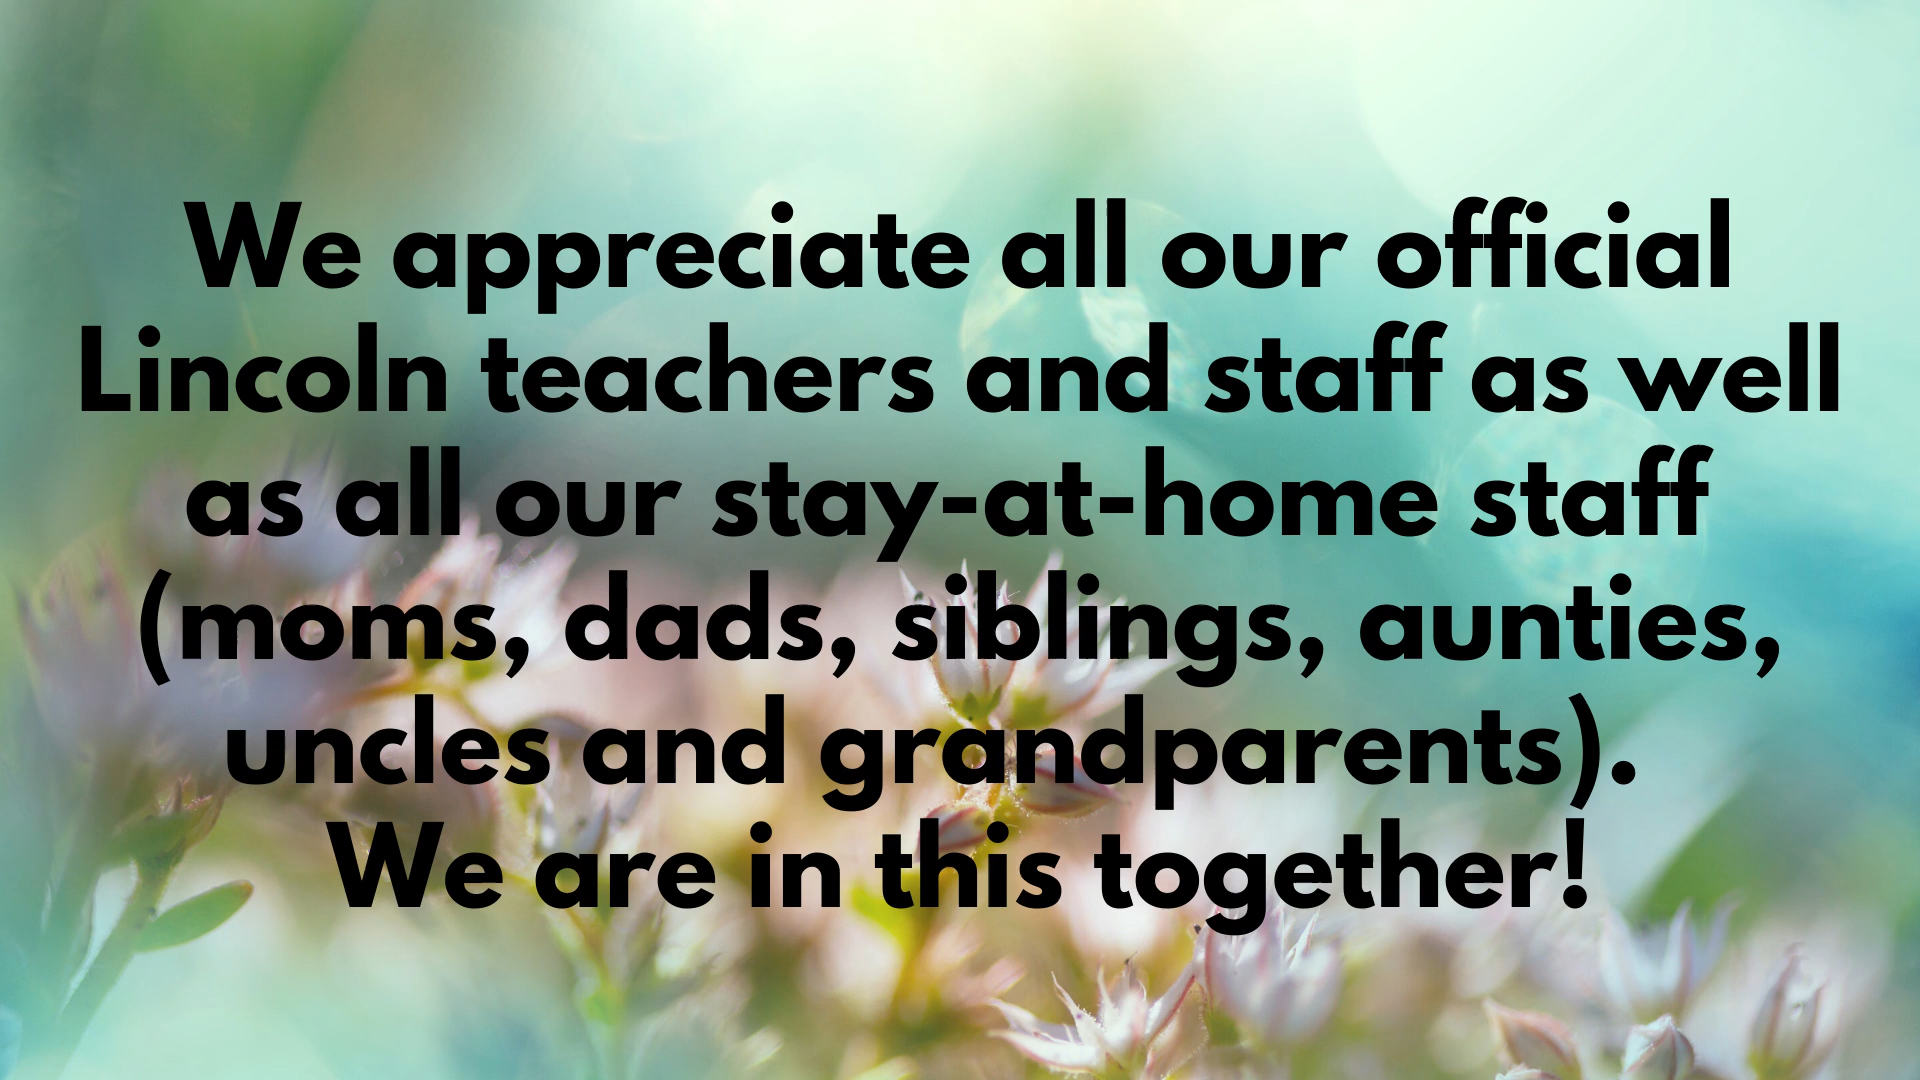 We appreciate all our official
Lincoln teachers and staff as well
as all our stay-at-home staff
(moms, dads, siblings, aunties,
uncles and grandparents).
We are in this together!